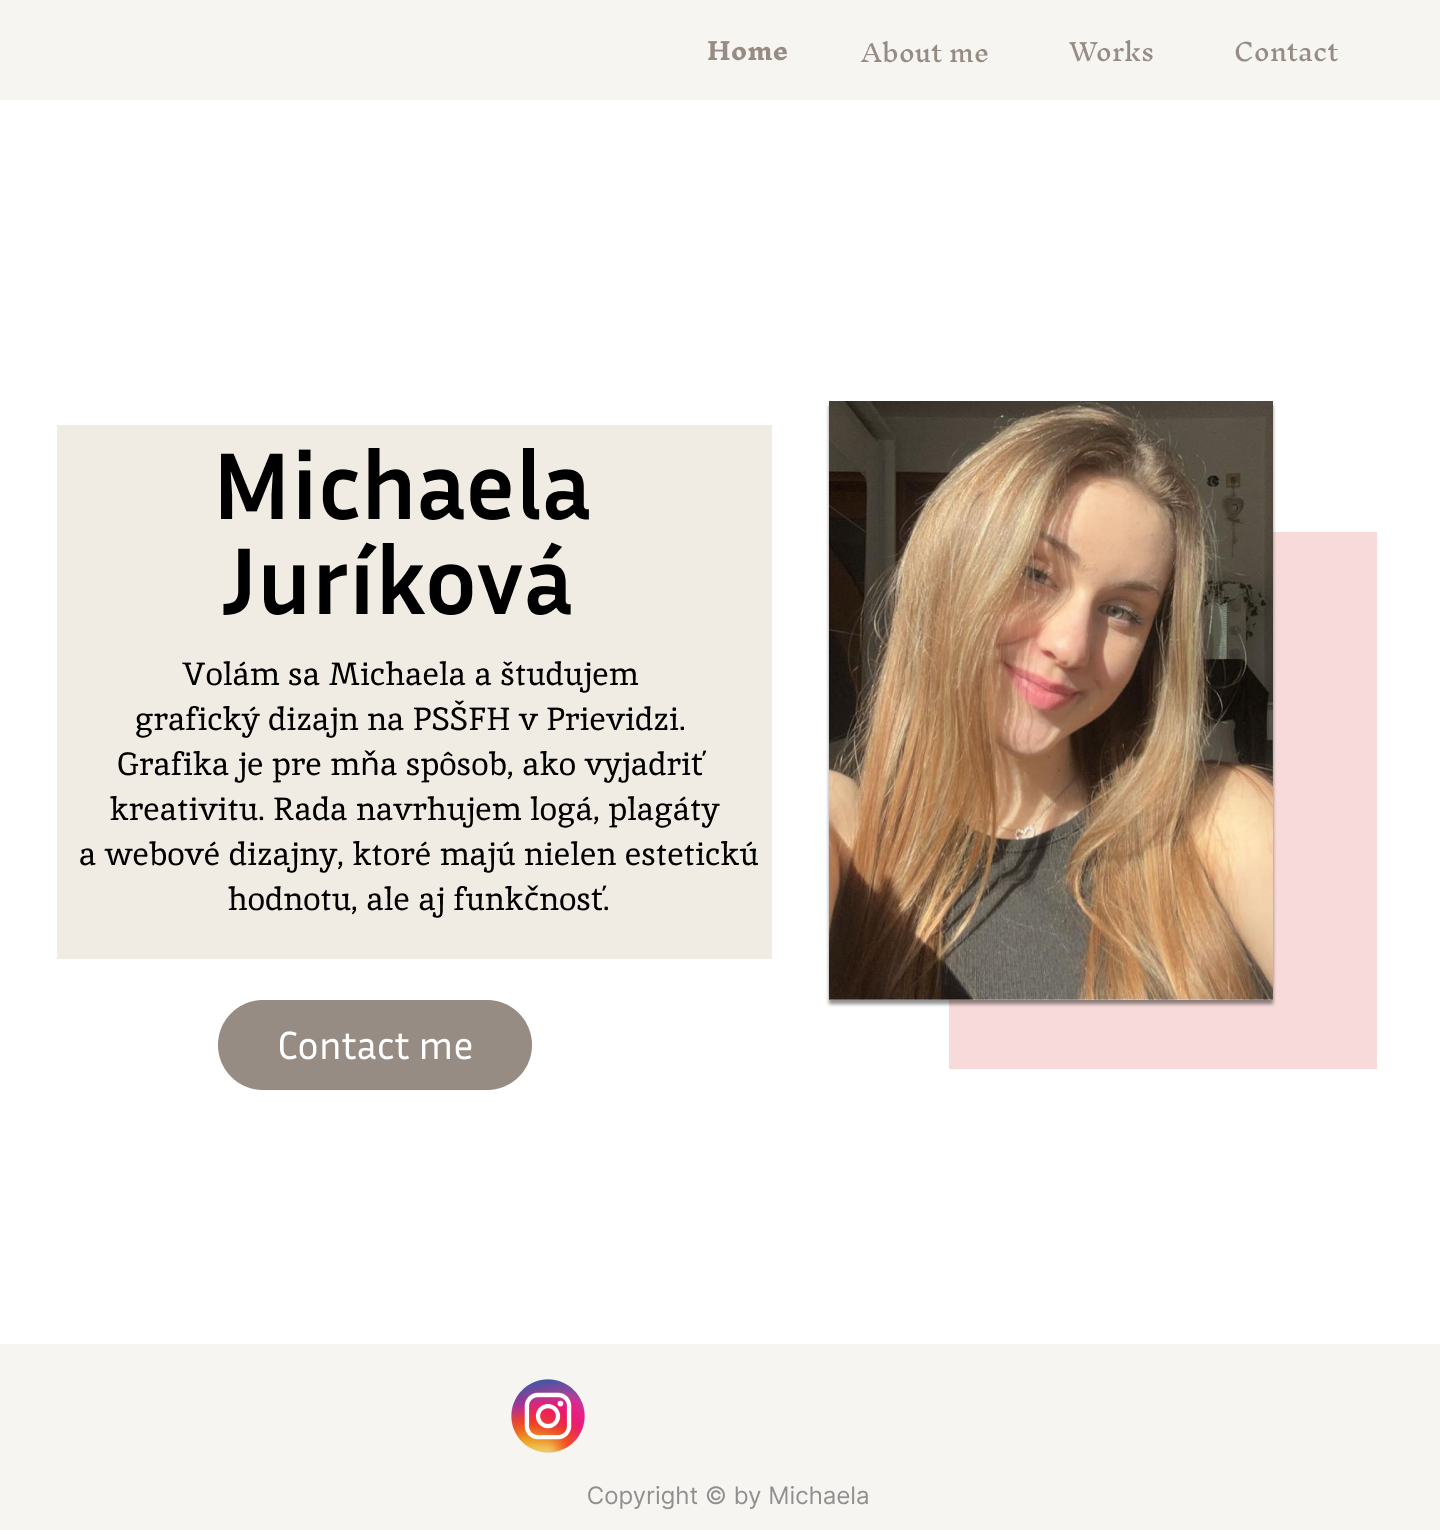 Home About me Works Contact
Michaela
Juríková
Volám sa Michaela a študujem
grafický dizajn na PSŠFH v Prievidzi.
Grafika je pre mňa spôsob, ako vyjadriť
kreativitu. Rada navrhujem logá, plagáty
a webové dizajny, ktoré majú nielen estetickú
hodnotu, ale aj funkčnosť.
Contact me
Copyright © by Michaela